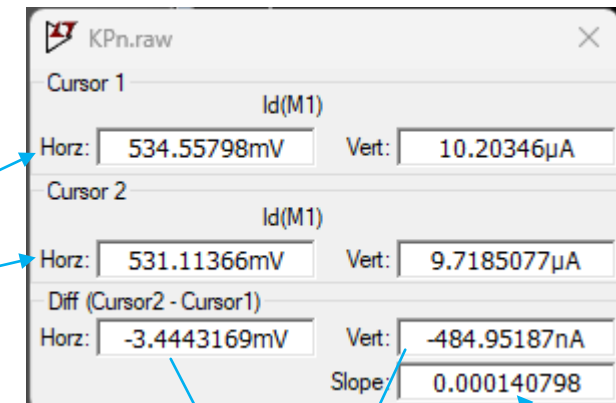 KPn.raw
Cursor 1
Id(M1)
Horz: 534.55798mV Vert: 10.20346µA
Cursor 2
Id(M1)
Horz: 531.11366mV Vert: 9.7185077µA
Diff (Cursor2 - Cursor1)
Horz: -3.4443169mV Vert: -484.95187nA
Slope: 0.000140798